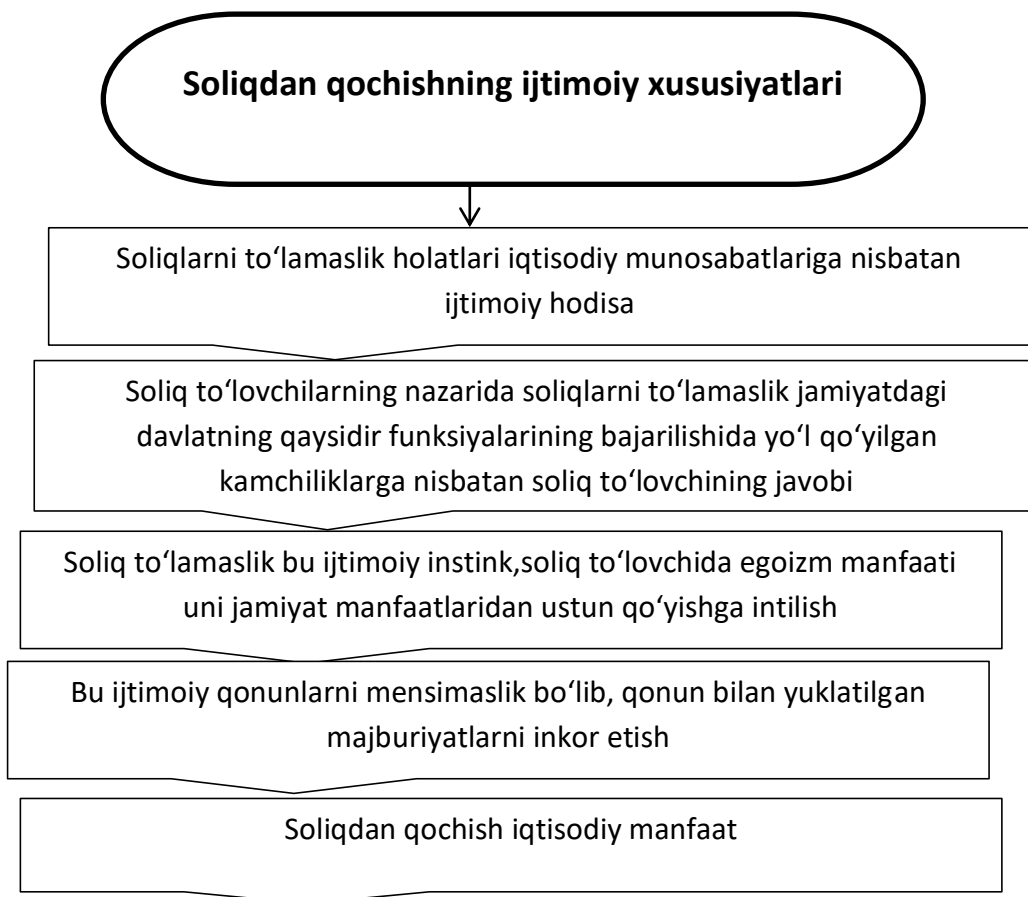 Soliqdan qochishning ijtimoiy xususiyatlari
Soliqlarni to‘lamaslik holatlari iqtisodiy munosabatlariga nisbatan
ijtimoiy hodisa
Soliq to‘lovchilarning nazarida soliqlarni to‘lamaslik jamiyatdagi
davlatning qaysidir funksiyalarining bajarilishida yo‘l qo‘yilgan
kamchiliklarga nisbatan soliq to‘lovchining javobi
Soliq to‘lamaslik bu ijtimoiy instink,soliq to‘lovchida egoizm manfaati
uni jamiyat manfaatlaridan ustun qo‘yishga intilish
Bu ijtimoiy qonunlarni mensimaslik bo‘lib, qonun bilan yuklatilgan
majburiyatlarni inkor etish
Soliqdan qochish iqtisodiy manfaat